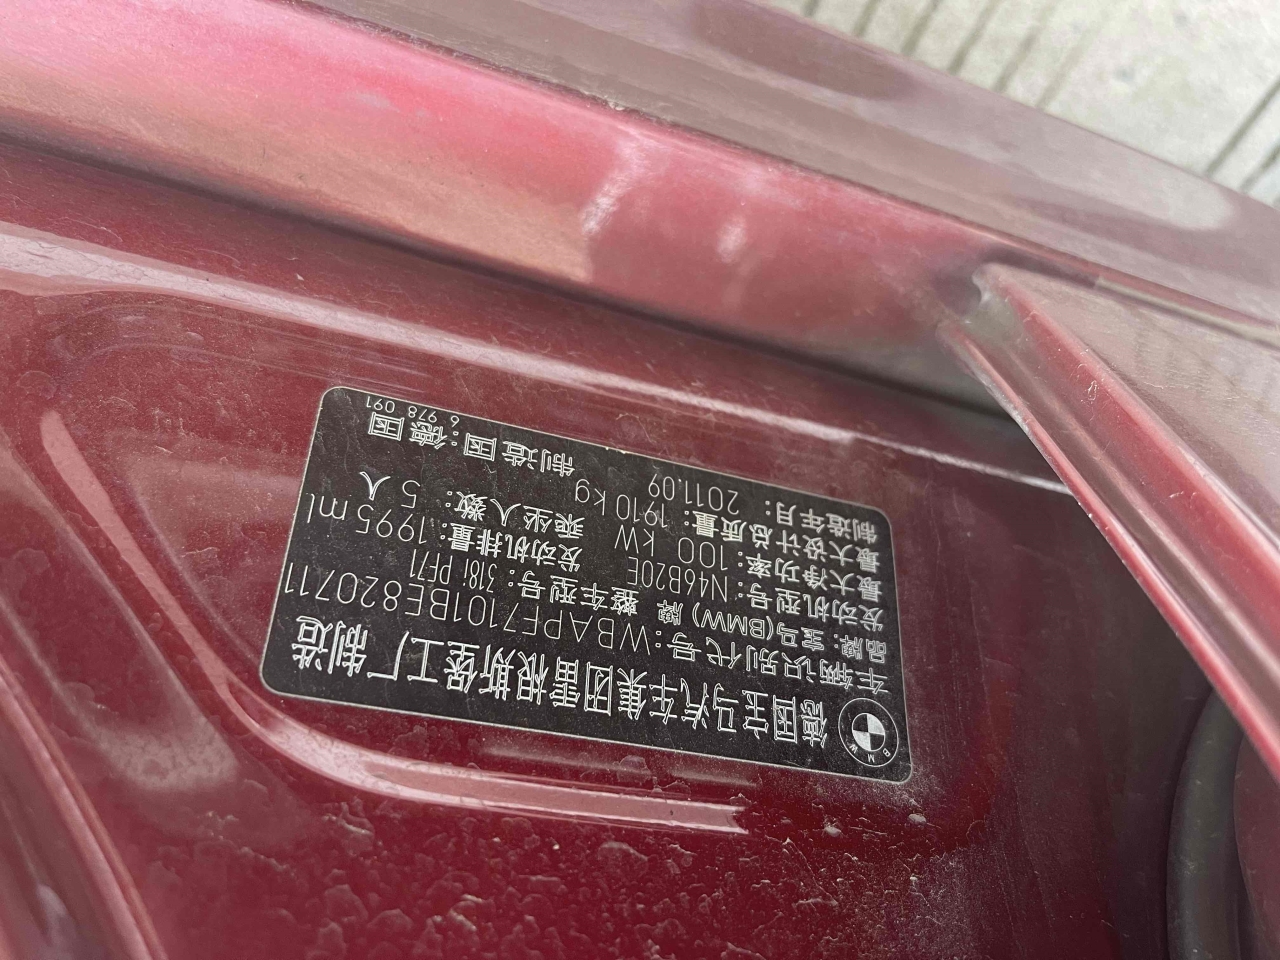 BMW
德国宝马汽车集团雷根斯堡工厂 制造
车辆识别代号：WBAPF7101BE820711
品牌：宝马(BMW) 牌 整车型号：318i PF71
发动机型号：N46B20E 发动机排量：1995 ml
最大净功率：100 kW 乘坐人数： 5 人
最大设计总质量：1910 kg
制造年月： 2011.09 制造国：德国
6 978 091